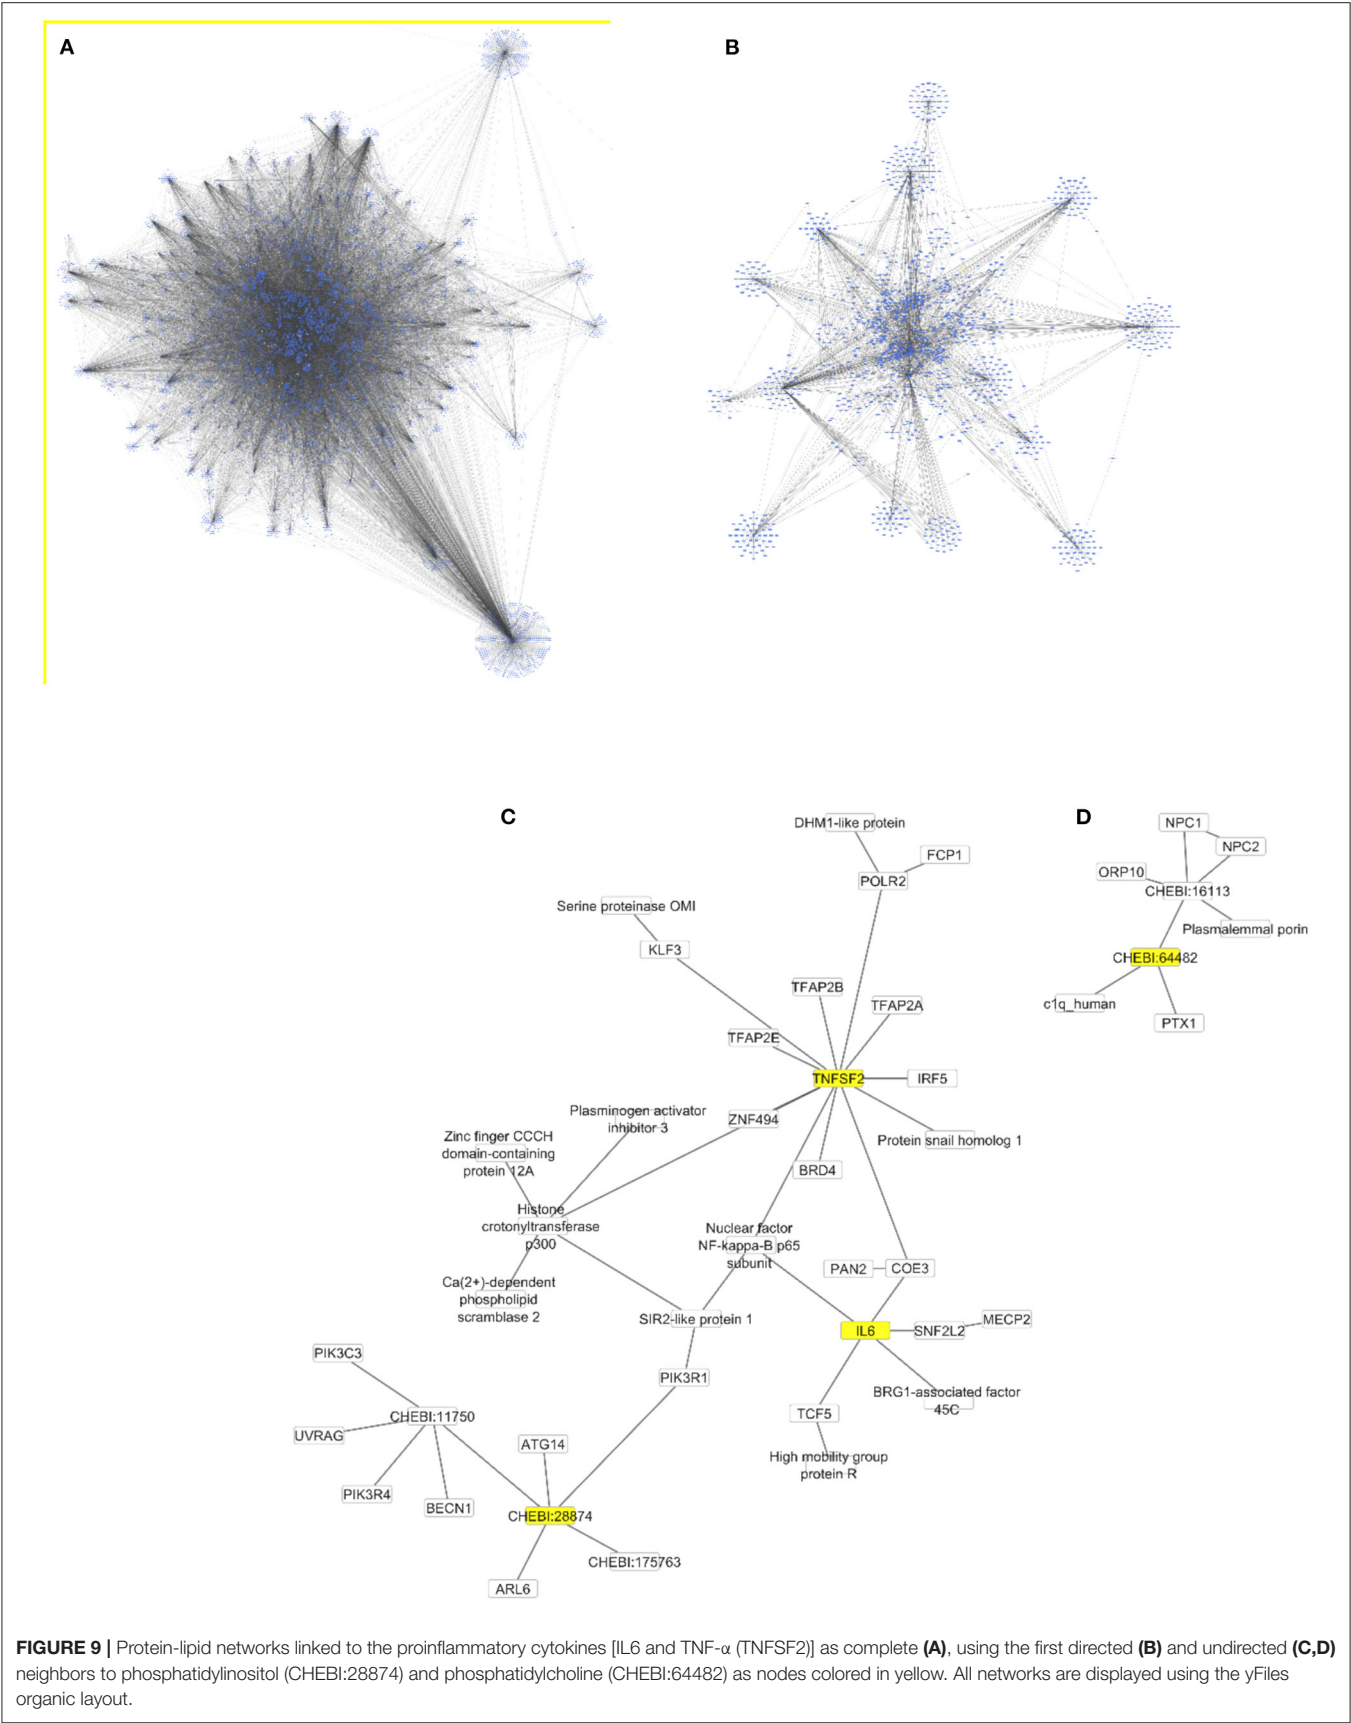 A
B
C
D
DHM1-like protein
FCP1
POLR2
Serine proteinase OMI
KLF3
TFAP2B
TFAP2A
TFAP2E
TNFSF2
IRF5
ZNF494
Protein snail homolog 1
BRD4
Plasminogen activator
inhibitor 3
Zinc finger CCCH
domain-containing
protein 12A
Histone
crotonyltransferase
p300
Ca(2+)-dependent
phospholipid
scramblase 2
Nuclear factor
NF-kappa-B p65
subunit
PAN2
COE3
SIR2-like protein 1
IL6
SNF2L2
MECP2
PIK3R1
BRG1-associated factor
45C
TCF5
High mobility group
protein R
PIK3C3
CHEBI:11750
UVRAG
ATG14
PIK3R4
BECN1
CHEBI:28874
CHEBI:175763
ARL6
NPC1
NPC2
ORP10
CHEBI:16113
Plasmalemmal porin
CHEBI:64482
c1q_human
PTX1
FIGURE 9 | Protein-lipid networks linked to the proinflammatory cytokines [IL6 and TNF-α (TNFSF2)] as complete (A), using the first directed (B) and undirected (C,D)
neighbors to phosphatidylinositol (CHEBI:28874) and phosphatidylcholine (CHEBI:64482) as nodes colored in yellow. All networks are displayed using the yFiles
organic layout.